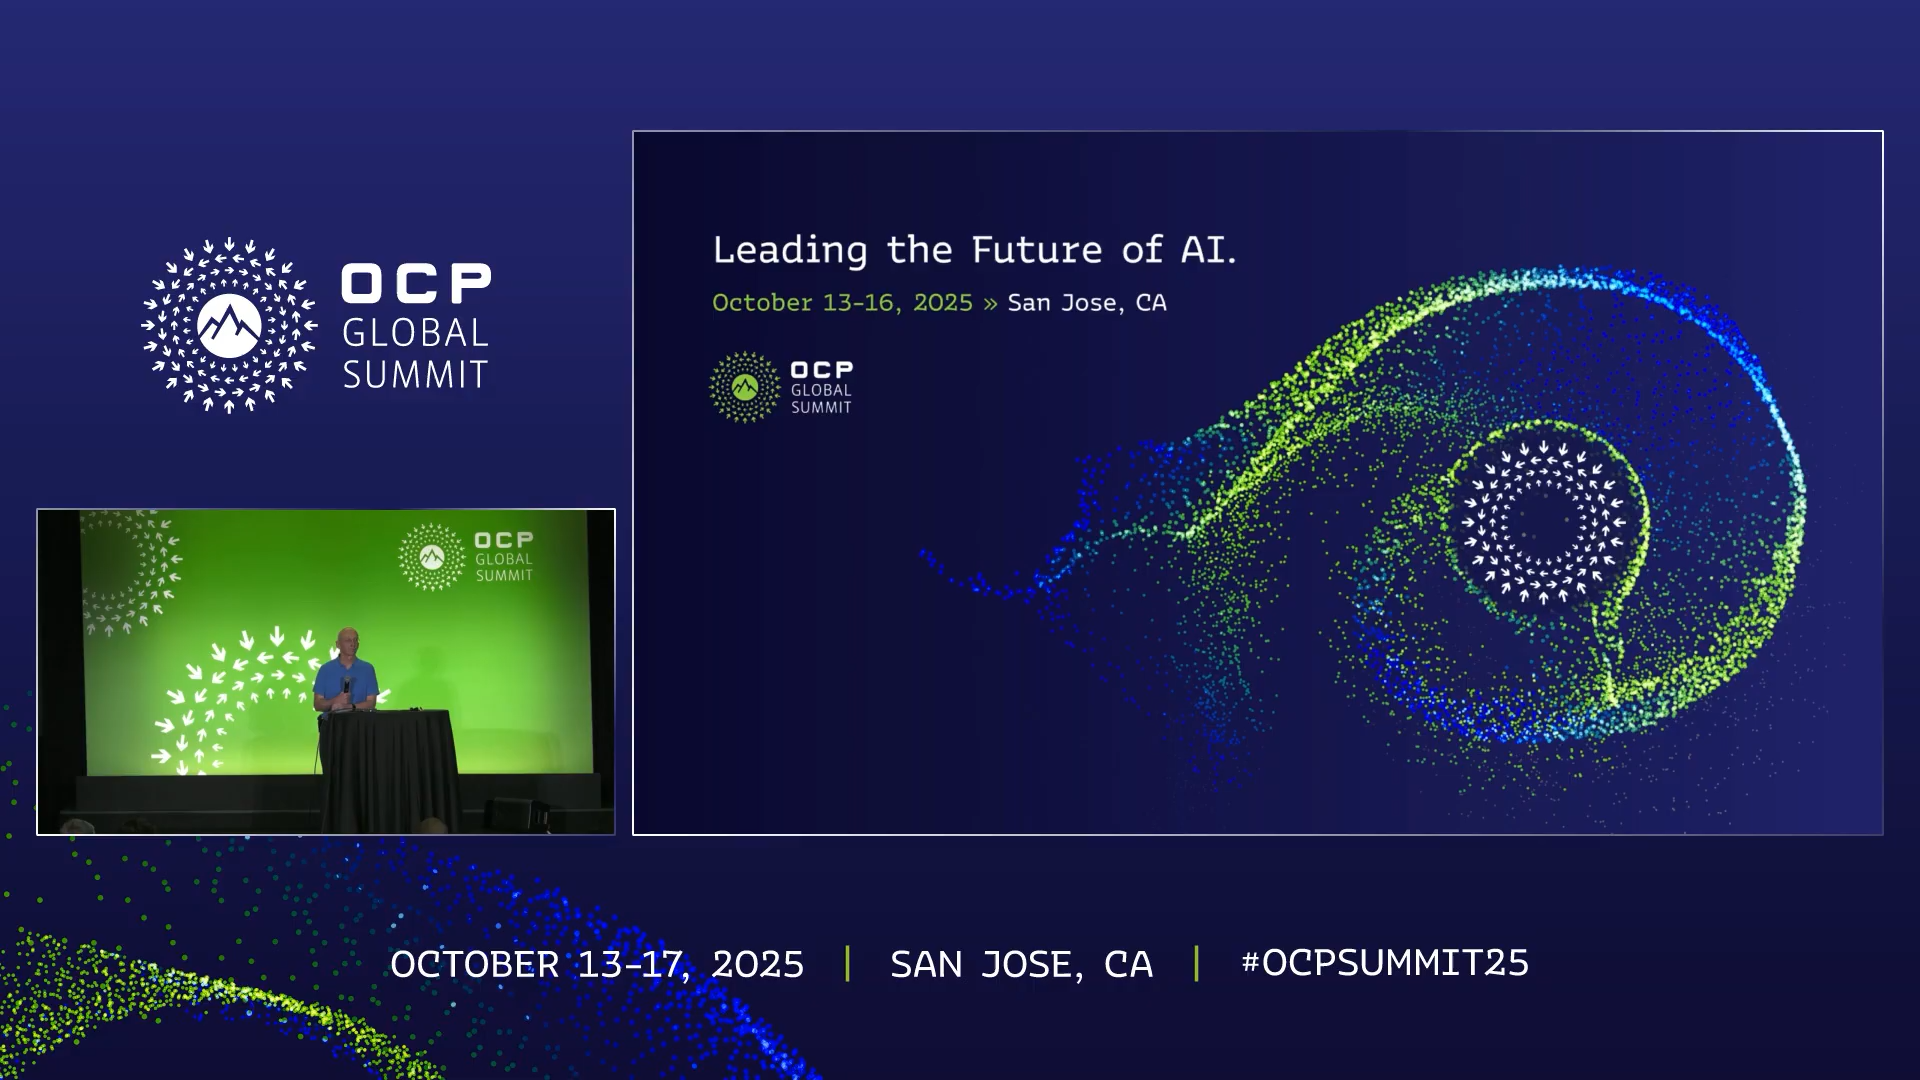 OCP
GLOBAL
SUMMIT
Leading the Future of AI.
October 13-16, 2025 » San Jose, CA
OCP
GLOBAL
SUMMIT
OCP
GLOBAL
SUMMIT
OCTOBER 13-17, 2025 | SAN JOSE, CA | #OCPSUMMIT25